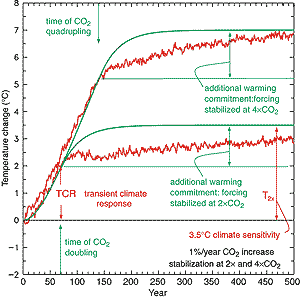 8
7
6
5
4
3
2
1
0
−1
−2
Temperature change (°C)
time of CO2
quadrupling
additional warming
commitment:forcing
stabilized at 4×CO2
TCR
transient climate
response
additional warming
commitment: forcing
stabilized at 2×CO2
T2x
time of CO2
doubling
3.5°C climate sensitivity
1%/year CO2 increase
stabilization at 2× and 4×CO2
0
50
100
150
200
250
300
350
400
450
500
Year